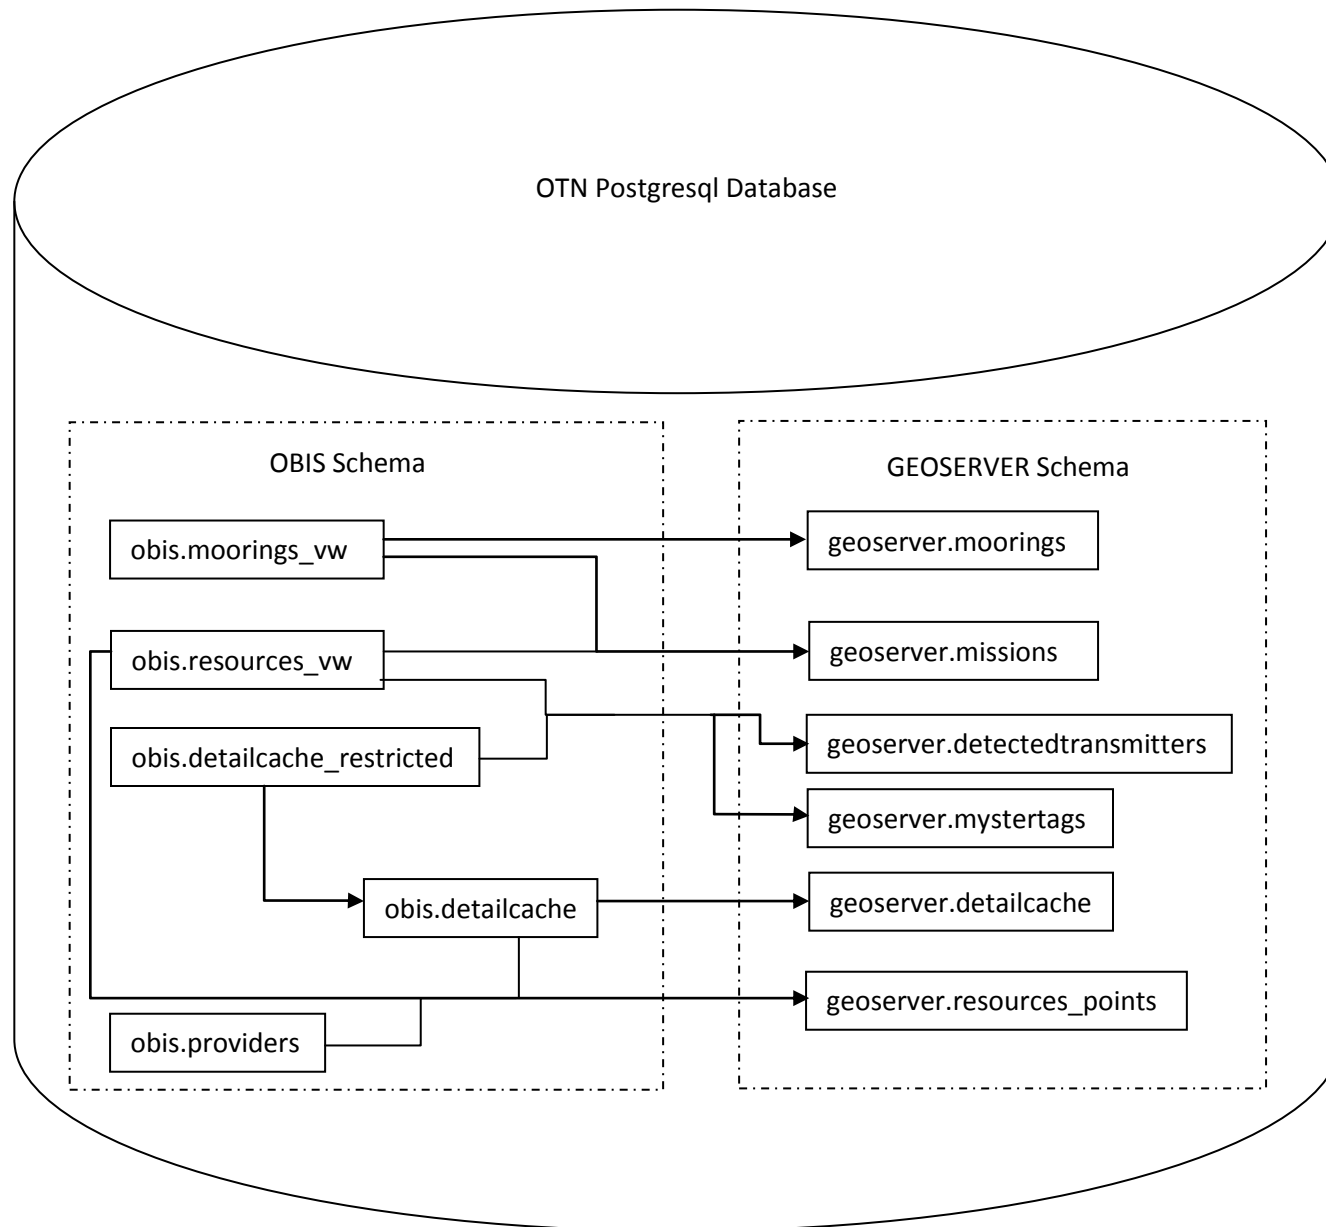 OTN Postgresql Database
OBIS Schema
GEOSERVER Schema
obis.moorings_vw
geoserver.moorings
obis.resources_vw
geoserver.missions
obis.detailcache_restricted
geoserver.detectedtransmitters
geoserver.mystertags
obis.detailcache
geoserver.detailcache
geoserver.resources_points
obis.providers